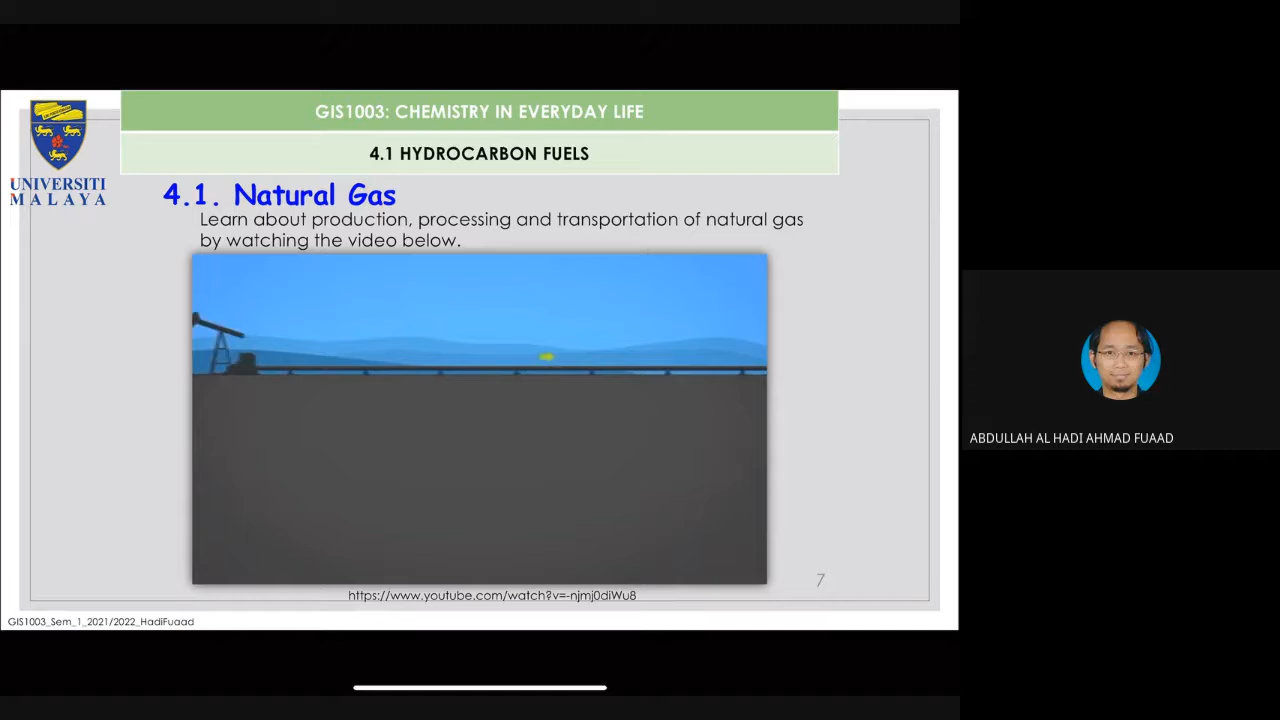 GIS1003: CHEMISTRY IN EVERYDAY LIFE
4.1 HYDROCARBON FUELS
UNIVERSITI
MALAYA
4.1. Natural Gas
Learn about production, processing and transportation of natural gas
by watching the video below.
7
https://www.youtube.com/watch?v=-njmj0diWu8
GIS1003_Sem_1_2021/2022_HadiFuaad
ABDULLAH AL HADI AHMAD FUAAD